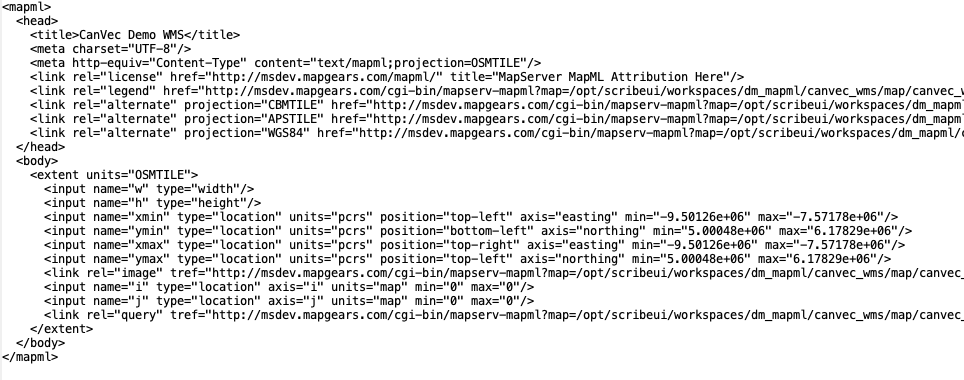 <mapml>
<head>
<title>CanVec Demo WMS</title>
<meta charset="UTF-8"/>
<meta http-equiv="Content-Type" content="text/mapml;projection=OSMTILE"/>
<link rel="license" href="http://msdev.mapgears.com/mapml/" title="MapServer MapML Attribution Here"/>
<link rel="legend" href="http://msdev.mapgears.com/cgi-bin/mapserv-mapml?map=/opt/scribeui/workspaces/dm_mapml/canvec_wms/map/canvec_w
<link rel="alternate" projection="CBMTILE" href="http://msdev.mapgears.com/cgi-bin/mapserv-mapml?map=/opt/scribeui/workspaces/dm_mapml
<link rel="alternate" projection="APSTILE" href="http://msdev.mapgears.com/cgi-bin/mapserv-mapml?map=/opt/scribeui/workspaces/dm_mapml
<link rel="alternate" projection="WGS84" href="http://msdev.mapgears.com/cgi-bin/mapserv-mapml?map=/opt/scribeui/workspaces/dm_mapml/c
</head>
<body>
<extent units="OSMTILE">
<input name="w" type="width"/>
<input name="h" type="height"/>
<input name="xmin" type="location" units="pcrs" position="top-left" axis="easting" min="-9.50126e+06" max="-7.57178e+06"/>
<input name="ymin" type="location" units="pcrs" position="bottom-left" axis="northing" min="5.00048e+06" max="6.17829e+06"/>
<input name="xmax" type="location" units="pcrs" position="top-right" axis="easting" min="-9.50126e+06" max="-7.57178e+06"/>
<input name="ymax" type="location" units="pcrs" position="top-left" axis="northing" min="5.00048e+06" max="6.17829e+06"/>
<link rel="image" tref="http://msdev.mapgears.com/cgi-bin/mapserv-mapml?map=/opt/scribeui/workspaces/dm_mapml/canvec_wms/map/canvec_
<input name="i" type="location" axis="i" units="map" min="0" max="0"/>
<input name="j" type="location" axis="j" units="map" min="0" max="0"/>
<link rel="query" tref="http://msdev.mapgears.com/cgi-bin/mapserv-mapml?map=/opt/scribeui/workspaces/dm_mapml/canvec_wms/map/canvec_
</extent>
</body>
</mapml>